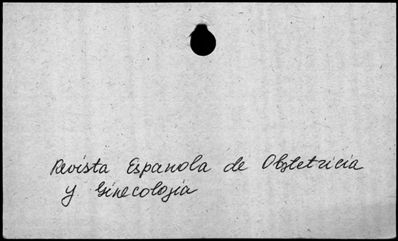 Revista Espanola de Obstetricia
y Ginecologia